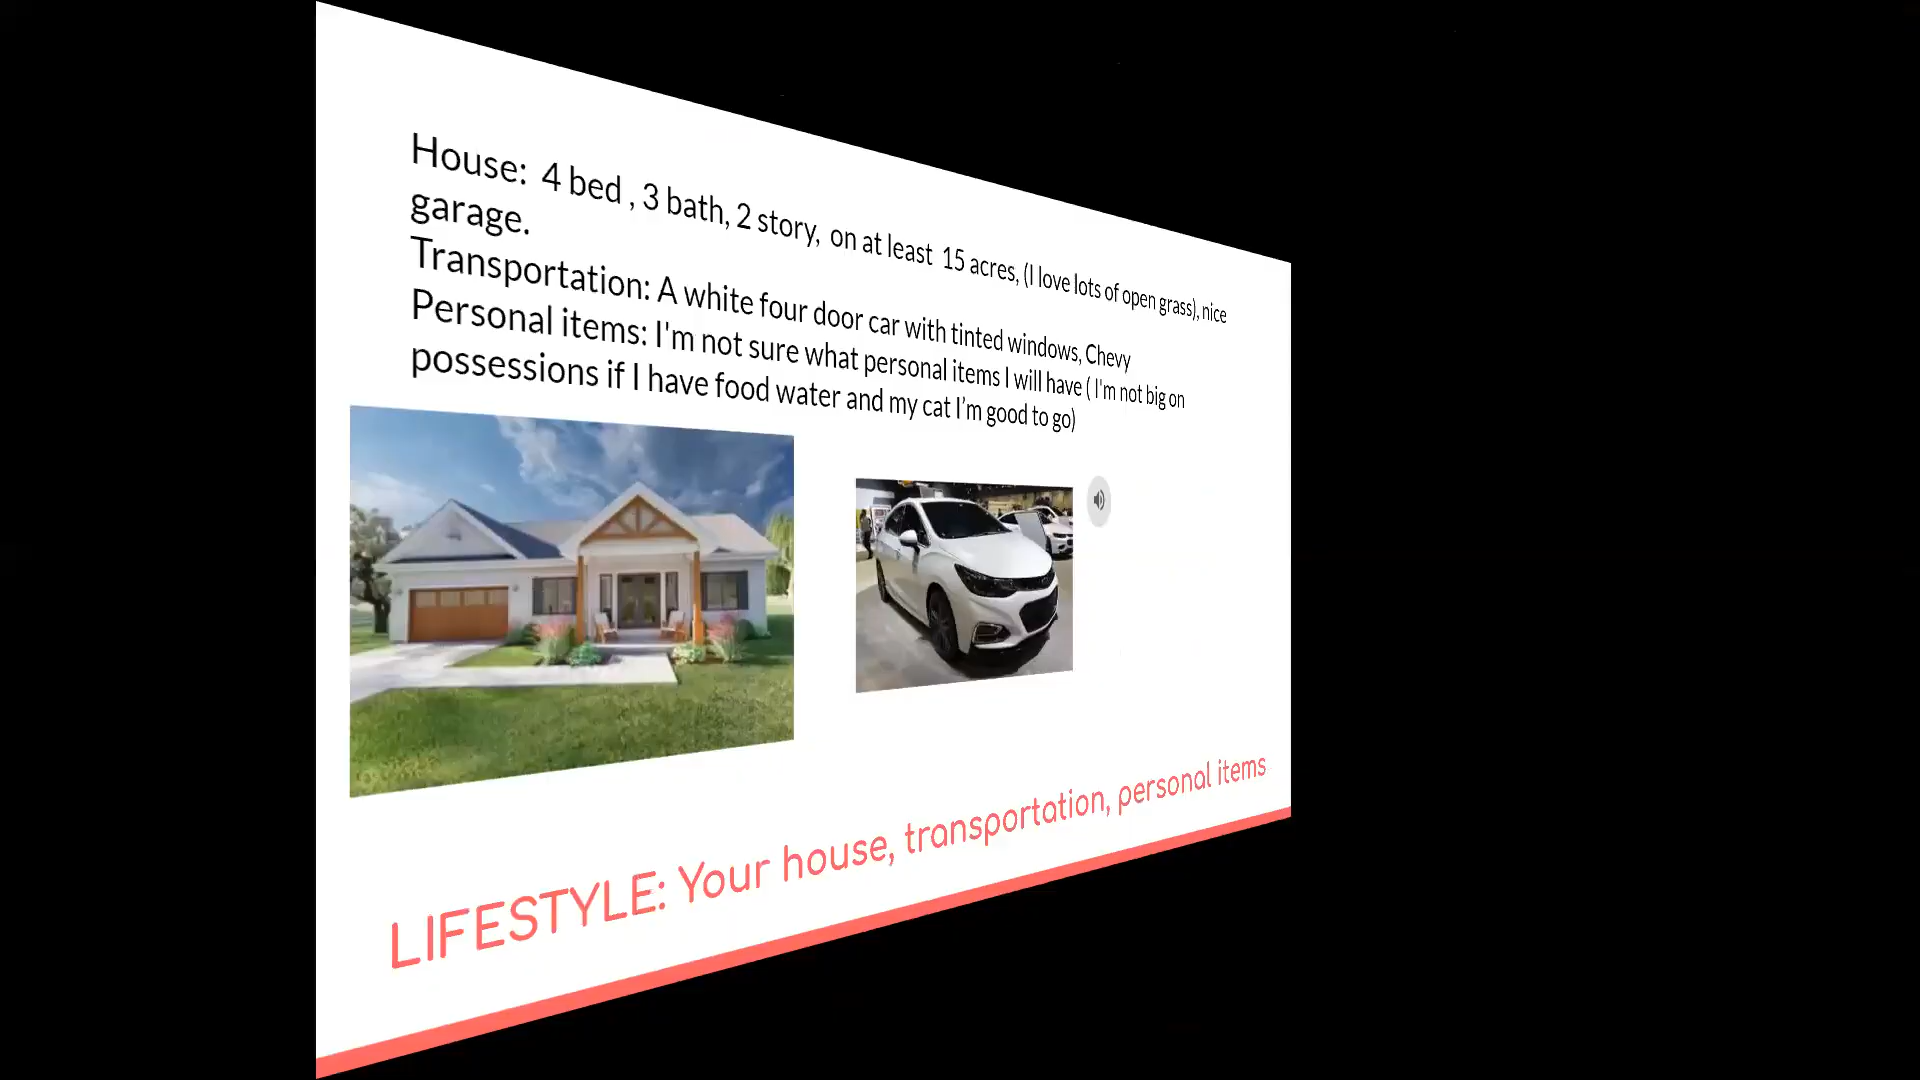 House: 4 bed , 3 bath, 2 story, on at least 15 acres, (I love lots of open grass), nice
garage.
Transportation: A white four door car with tinted windows, Chevy
Personal items: I'm not sure what personal items I will have ( I'm not big on
possessions if I have food water and my cat I'm good to go)
LIFESTYLE: Your house, transportation, personal items